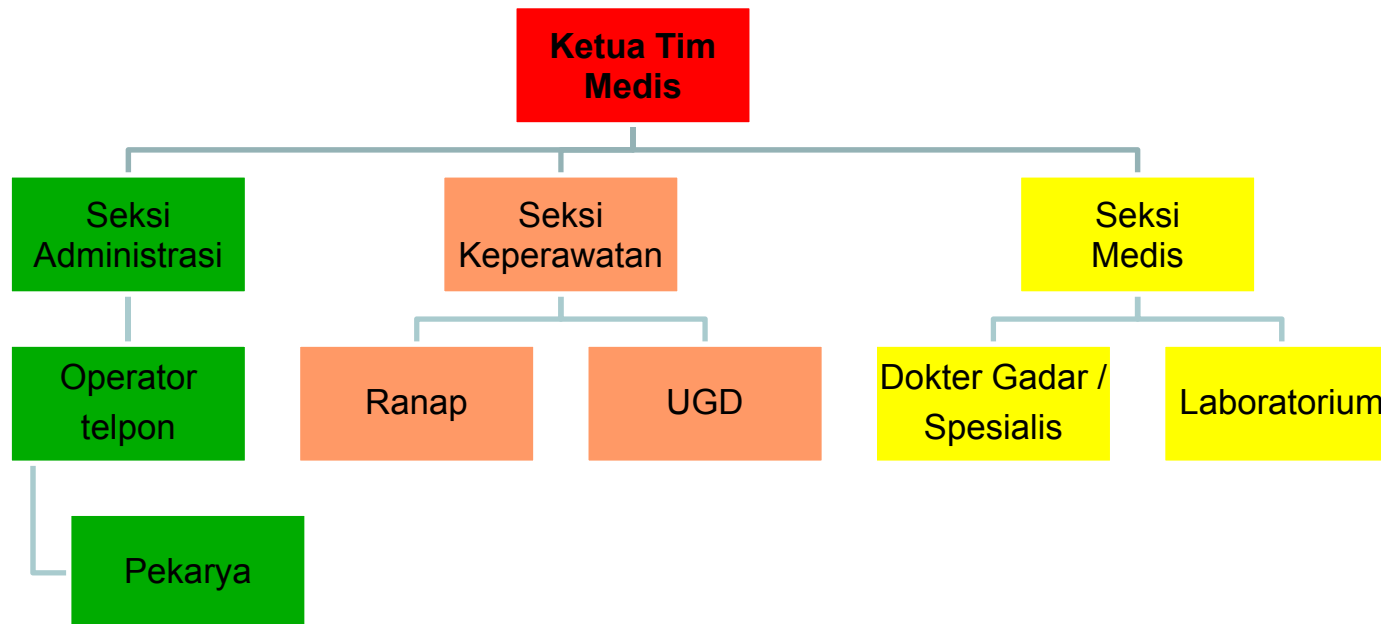 Ketua Tim
Medis
Seksi
Administrasi
Seksi
Keperawatan
Seksi
Medis
Operator
telpon
Ranap
UGD
Dokter Gadar /
Spesialis
Laboratorium
Pekarya